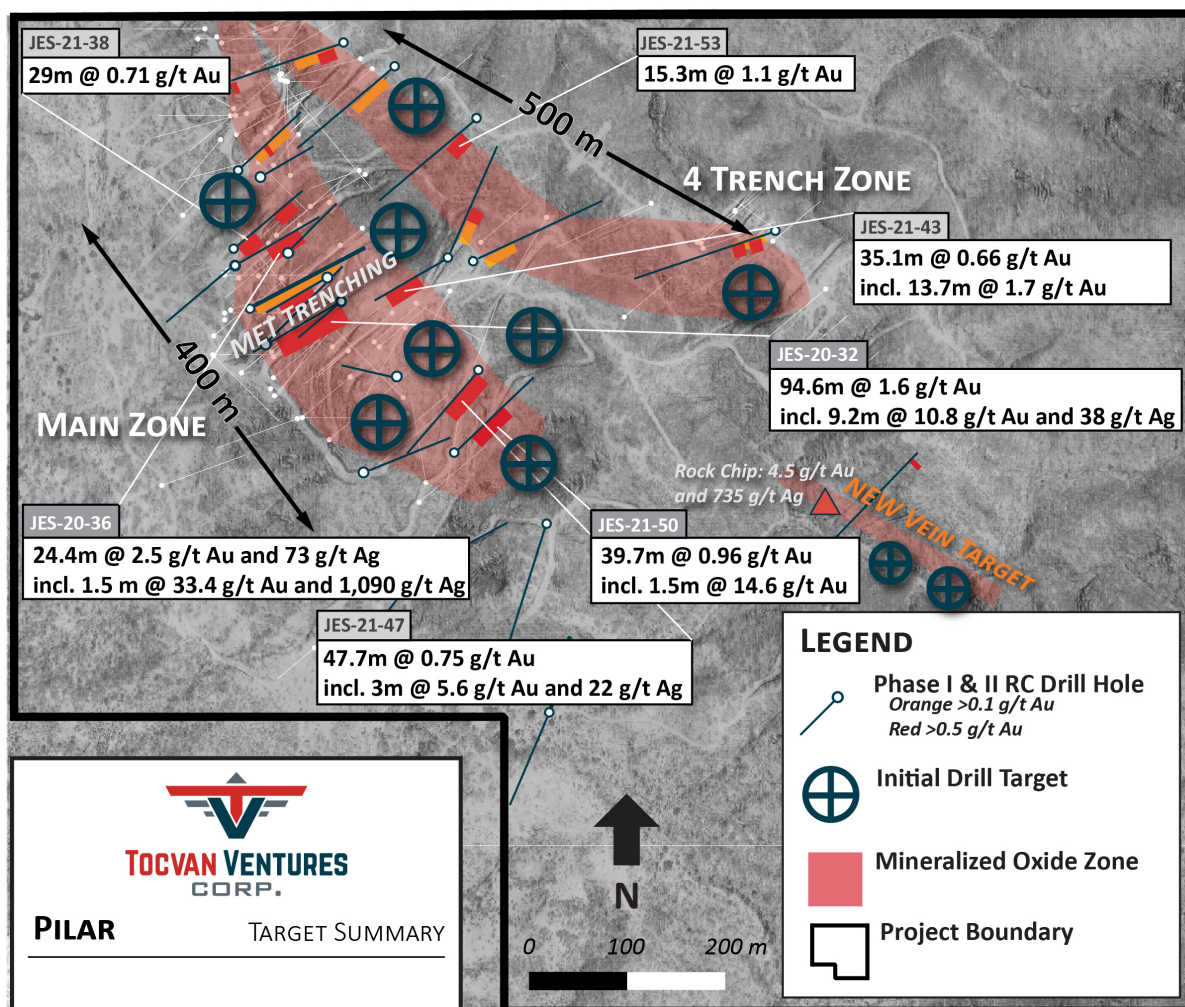 JES-21-38
29m @ 0.71 g/t Au
JES-21-53
15.3m @ 1.1 g/t Au
500 m
4 TRENCH ZONE
JES-21-43
35.1m @ 0.66 g/t Au
incl. 13.7m @ 1.7 g/t Au
MET TRENCHING
400 m
MAIN ZONE
JES-20-32
94.6m @ 1.6 g/t Au
incl. 9.2m @ 10.8 g/t Au and 38 g/t Ag
Rock Chip: 4.5 g/t Au
and 735 g/t Ag
NEW VEIN TARGET
JES-20-36
24.4m @ 2.5 g/t Au and 73 g/t Ag
incl. 1.5 m @ 33.4 g/t Au and 1,090 g/t Ag
JES-21-50
39.7m @ 0.96 g/t Au
incl. 1.5m @ 14.6 g/t Au
JES-21-47
47.7m @ 0.75 g/t Au
incl. 3m @ 5.6 g/t Au and 22 g/t Ag
LEGEND
Phase I & II RC Drill Hole
Orange >0.1 g/t Au
Red >0.5 g/t Au
Initial Drill Target
Mineralized Oxide Zone
Project Boundary
TOCVAN VENTURES
CORP.
PILAR
TARGET SUMMARY
N
0 100 200 m